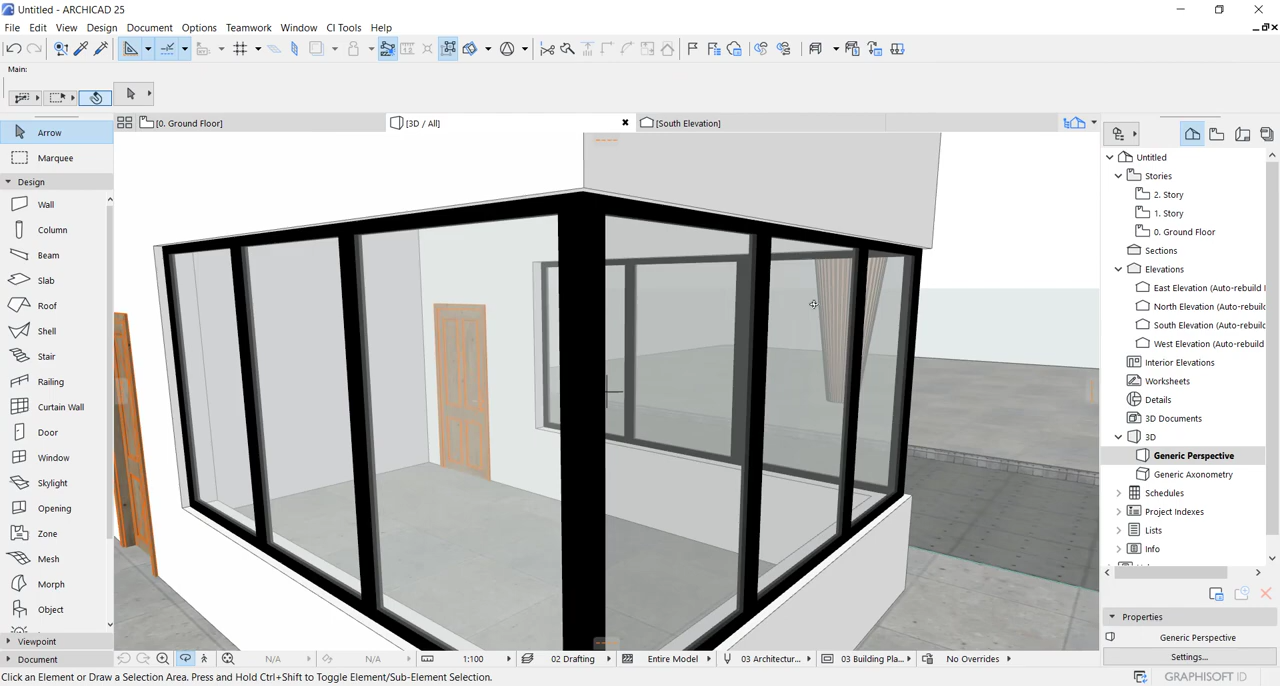 Untitled - ARCHICAD 25
File Edit View Design Document Options Teamwork Window CI Tools Help
Main:
[0. Ground Floor] [3D / All] [South Elevation]
Arrow
Marquee
Design
Wall
Column
Beam
Slab
Roof
Shell
Stair
Railing
Curtain Wall
Door
Window
Skylight
Opening
Zone
Mesh
Morph
Object
Viewpoint
Document
Untitled
Stories
2. Story
1. Story
0. Ground Floor
Sections
Elevations
East Elevation (Auto-rebuild
North Elevation (Auto-rebuild
South Elevation (Auto-rebuild
West Elevation (Auto-rebuild
Interior Elevations
Worksheets
Details
3D Documents
3D
Generic Perspective
Generic Axonometry
Schedules
Project Indexes
Lists
Info
Properties
Generic Perspective
Settings...
N/A N/A 1:100 02 Drafting Entire Model 03 Architectur... 03 Building Pla... No Overrides
Click an Element or Draw a Selection Area. Press and Hold Ctrl+Shift to Toggle Element/Sub-Element Selection.
GRAPHISOFT ID